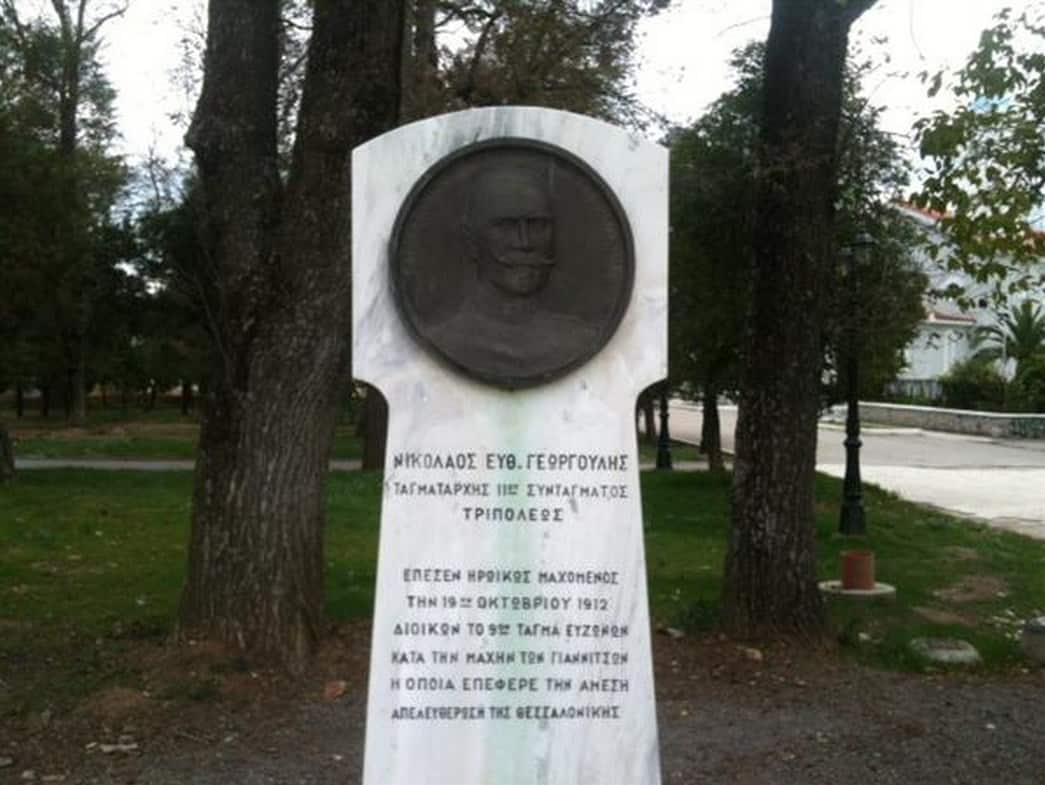 ΝΙΚΟΛΑΟΣ ΕΥΘ. ΓΕΩΡΓΟΥΛΗΣ
ΤΑΓΜΑΤΑΡΧΗΣ 11ου ΣΥΝΤΑΓΜΑΤΟΣ
ΤΡΙΠΟΛΕΩΣ
ΕΠΕΣΕΝ ΗΡΩΙΚΩΣ ΜΑΧΟΜΕΝΟΣ
ΤΗΝ 19ην ΟΚΤΩΒΡΙΟΥ 1912
ΔΙΟΙΚΩΝ ΤΟ 9ον ΤΑΓΜΑ ΕΥΖΩΝΩΝ
ΚΑΤΑ ΤΗΝ ΜΑΧΗΝ ΤΩΝ ΓΙΑΝΝΙΤΣΩΝ
Η ΟΠΟΙΑ ΕΠΕΦΕΡΕ ΤΗΝ ΑΜΕΣΗ
ΑΠΕΛΕΥΘΕΡΩΣΗ ΤΗΣ ΘΕΣΣΑΛΟΝΙΚΗΣ